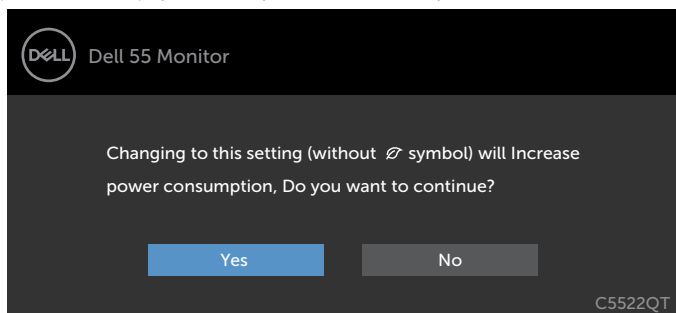 DELL Dell 55 Monitor
Changing to this setting (without symbol) will Increase
power consumption, Do you want to continue?
Yes No
C5522QT